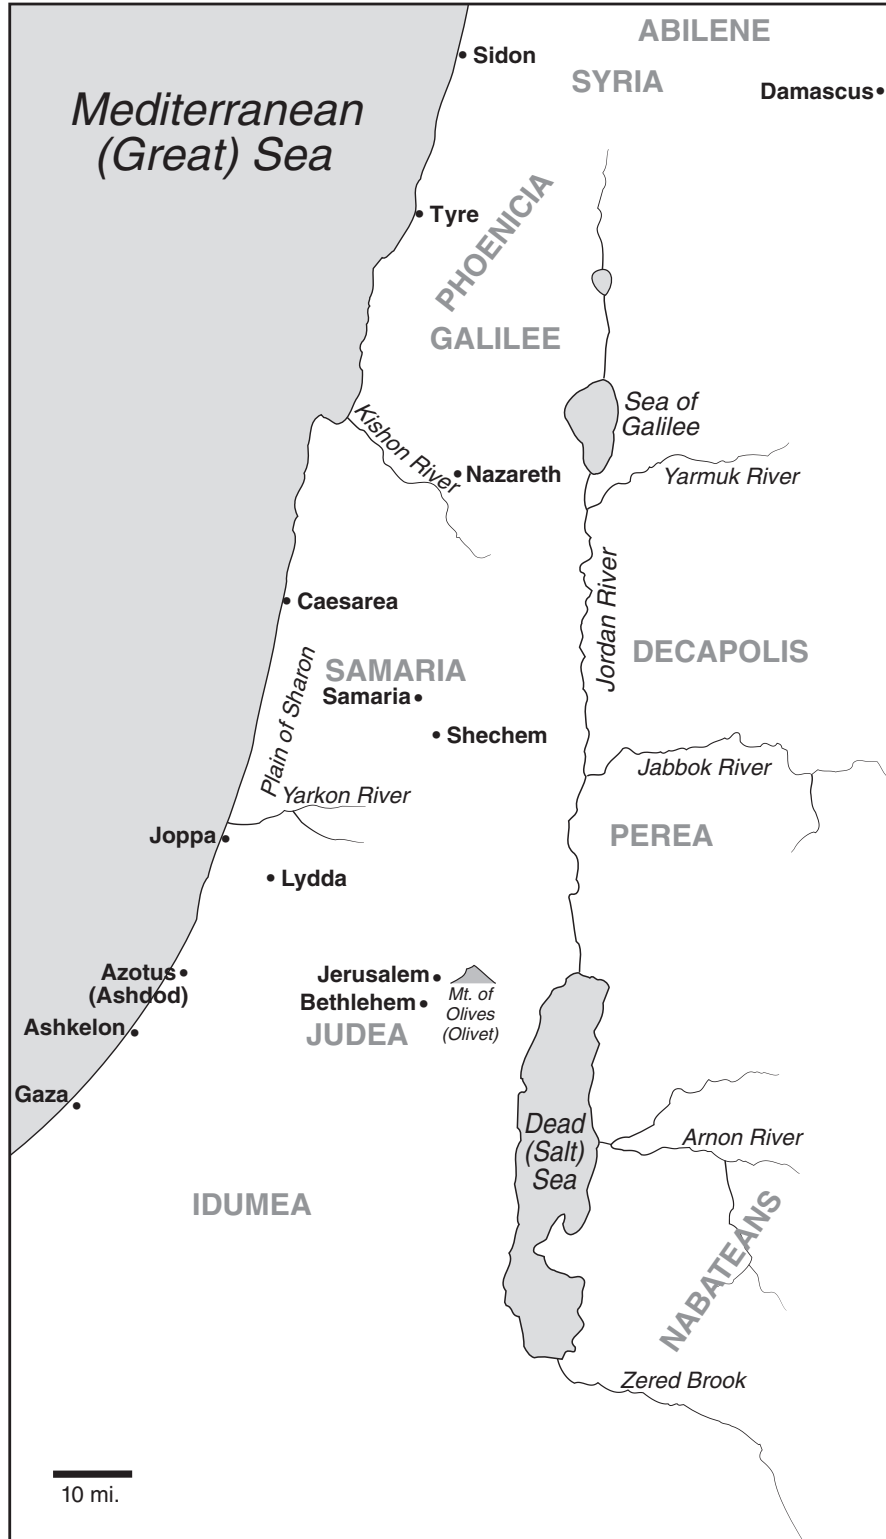 ABILENE
Sidon
SYRIA
Damascus
Mediterranean
(Great) Sea
Tyre
PHOENICIA
GALILEE
Sea of
Galilee
Kishon River
Nazareth
Yarmuk River
Jordan River
Caesarea
DECAPOLIS
Plain of Sharon
SAMARIA
Samaria
Shechem
Jabbok River
Yarkon River
Joppa
PEREA
Lydda
Azotus
(Ashdod)
Jerusalem
Bethlehem
Mt. of
Olives
(Olivet)
Ashkelon
JUDEA
Gaza
Dead
(Salt)
Sea
Arnon River
IDUMEA
NABATEANS
Zered Brook
10 mi.